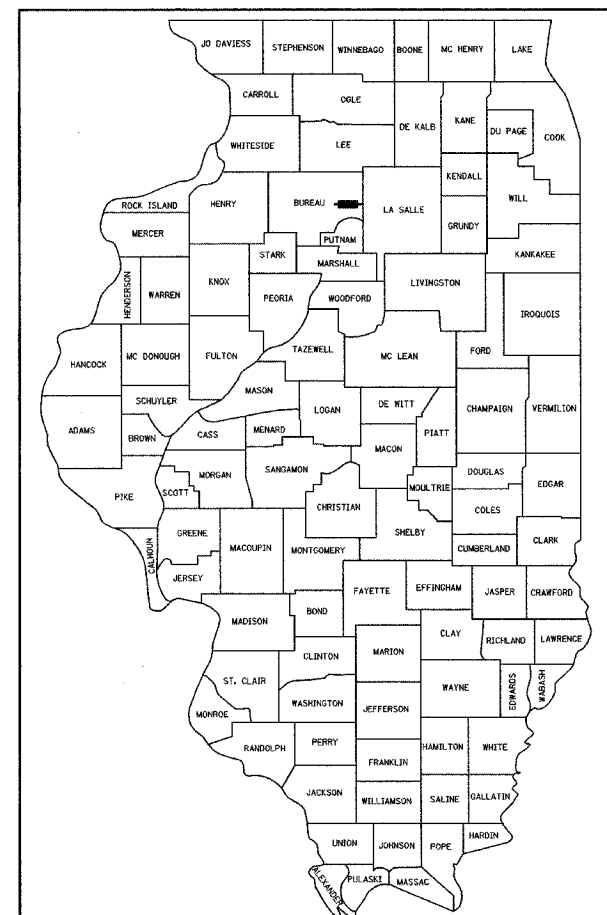 JO DAVIESS
STEPHENSON
WINNEBAGO
BOONE
MC HENRY
LAKE
CARROLL
OGLE
DE KALB
KANE
DU PAGE
COOK
WHITESIDE
LEE
KENDALL
WILL
ROCK ISLAND
HENRY
BUREAU
LA SALLE
GRUNDY
MERCER
PUTNAM
STARK
MARSHALL
KANKAKEE
HENDERSON
WARREN
KNOX
PEORIA
WOODFORD
LIVINGSTON
IROQUOIS
HANCOCK
MC DONOUGH
FULTON
TAZEWELL
MC LEAN
FORD
MASON
SCHUYLER
LOGAN
DE WITT
CHAMPAIGN
VERMILION
ADAMS
BROWN
CASS
MENARD
MACON
PIATT
PIKE
SCOTT
MORGAN
SANGAMON
CHRISTIAN
MOULTRIE
DOUGLAS
EDGAR
COLES
CALHOUN
GREENE
MACOUPIN
MONTGOMERY
SHELBY
CUMBERLAND
CLARK
JERSEY
FAYETTE
EFFINGHAM
JASPER
CRAWFORD
MADISON
BOND
CLAY
RICHLAND
LAWRENCE
CLINTON
MARION
ST. CLAIR
WAYNE
EDWARDS
WABASH
WASHINGTON
JEFFERSON
MONROE
RANDOLPH
PERRY
HAMILTON
WHITE
FRANKLIN
JACKSON
WILLIAMSON
SALINE
GALLATIN
UNION
JOHNSON
POPE
HARDIN
ALEXANDER
PULASKI
MASSAC